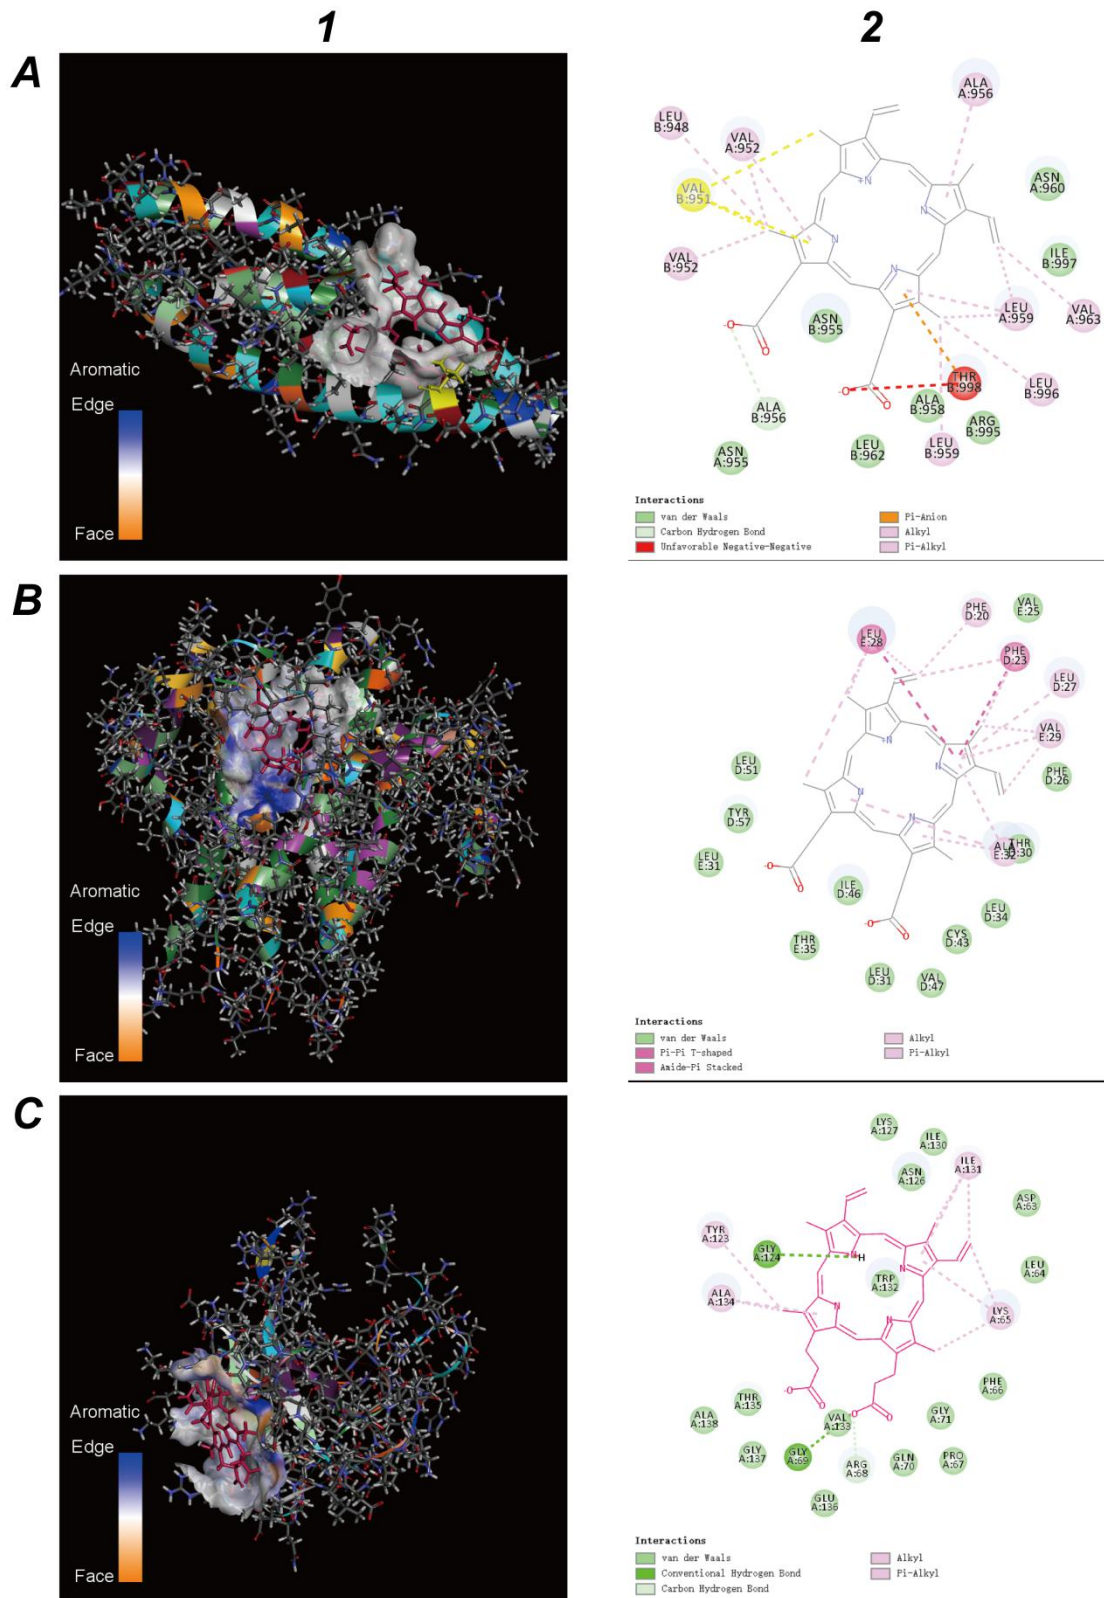 1
2
A
Aromatic
Edge
Face
LEU
B:948
VAL
A:952
ALA
A:956
VAL
B:951
ASN
A:960
VAL
B:952
ILE
B:997
N
N
N
N
ASN
B:955
LEU
A:959
VAL
A:963
-O
O
THR
B:998
LEU
B:996
-O
O
ALA
B:956
ALA
B:958
ARG
B:995
ASN
A:955
LEU
B:962
LEU
B:959
Interactions
van der Waals
Carbon Hydrogen Bond
Unfavorable Negative-Negative
Pi-Anion
Alkyl
Pi-Alkyl
B
Aromatic
Edge
Face
LEU
E:28
PHE
D:20
VAL
E:25
PHE
D:23
LEU
D:27
VAL
E:29
PHE
D:26
LEU
D:51
TYR
D:57
LEU
E:31
N
N
N
N
THR
D:30
ALA
E:32
-O
O
ILE
D:46
-O
O
LEU
D:34
CYS
D:43
THR
E:35
LEU
D:31
VAL
D:47
Interactions
van der Waals
Pi-Pi T-shaped
Amide-Pi Stacked
Alkyl
Pi-Alkyl
C
Aromatic
Edge
Face
LYS
A:127
ILE
A:130
ASN
A:126
ILE
A:131
ASP
A:63
TYR
A:123
GLY
A:124
NH
N
N
N
TRP
A:132
LEU
A:64
ALA
A:134
LYS
A:65
-O
O
-O
O
PHE
A:66
THR
A:135
ALA
A:138
VAL
A:133
GLY
A:71
GLY
A:137
GLY
A:69
ARG
A:68
GLN
A:70
PRO
A:67
GLU
A:136
Interactions
van der Waals
Conventional Hydrogen Bond
Carbon Hydrogen Bond
Alkyl
Pi-Alkyl